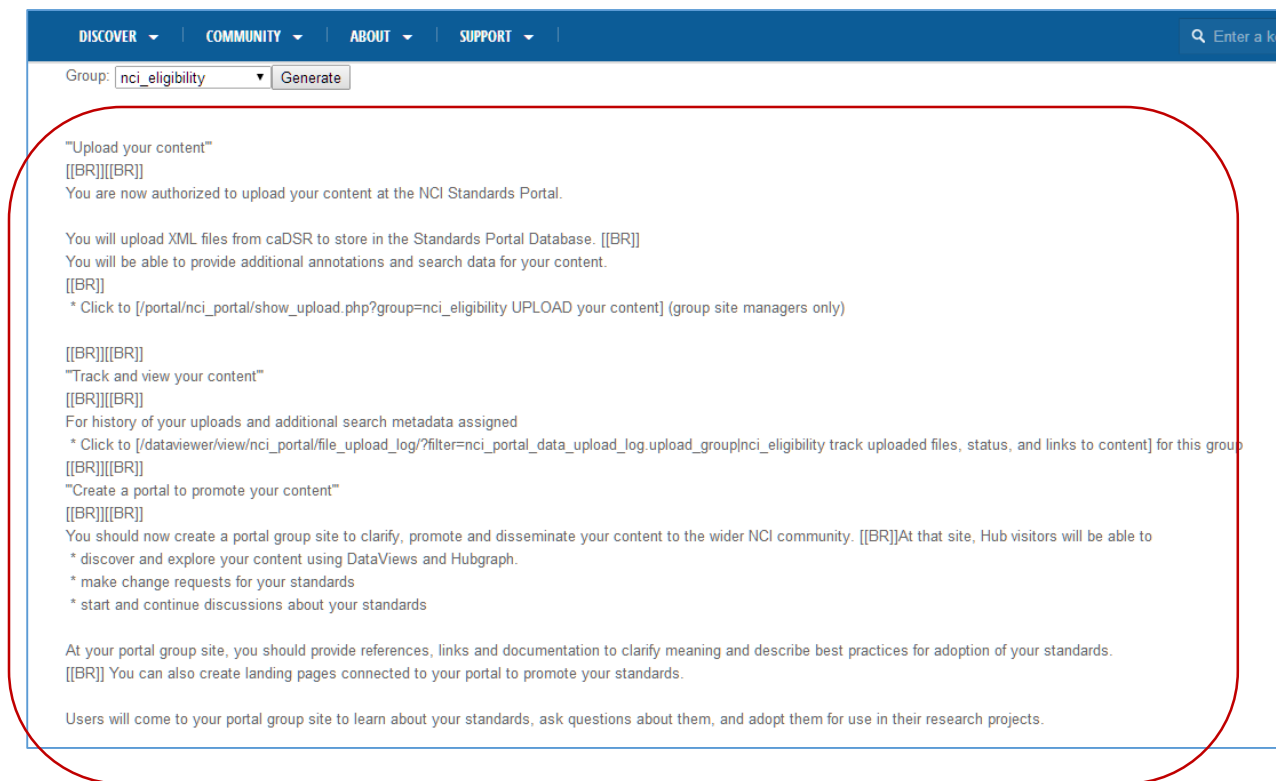 DISCOVER COMMUNITY ABOUT SUPPORT Enter a k
Group: nci_eligibility Generate
'''Upload your content'''
[[BR]][[BR]]
You are now authorized to upload your content at the NCI Standards Portal.
You will upload XML files from caDSR to store in the Standards Portal Database. [[BR]]
You will be able to provide additional annotations and search data for your content.
[[BR]]
* Click to [/portal/nci_portal/show_upload.php?group=nci_eligibility UPLOAD your content] (group site managers only)
[[BR]][[BR]]
'''Track and view your content'''
[[BR]][[BR]]
For history of your uploads and additional search metadata assigned
* Click to [/dataviewer/view/nci_portal/file_upload_log/?filter=nci_portal_data_upload_log.upload_group|nci_eligibility track uploaded files, status, and links to content] for this group
[[BR]][[BR]]
'''Create a portal to promote your content'''
[[BR]][[BR]]
You should now create a portal group site to clarify, promote and disseminate your content to the wider NCI community. [[BR]]At that site, Hub visitors will be able to
* discover and explore your content using DataViews and Hubgraph.
* make change requests for your standards
* start and continue discussions about your standards
At your portal group site, you should provide references, links and documentation to clarify meaning and describe best practices for adoption of your standards.
[[BR]] You can also create landing pages connected to your portal to promote your standards.
Users will come to your portal group site to learn about your standards, ask questions about them, and adopt them for use in their research projects.